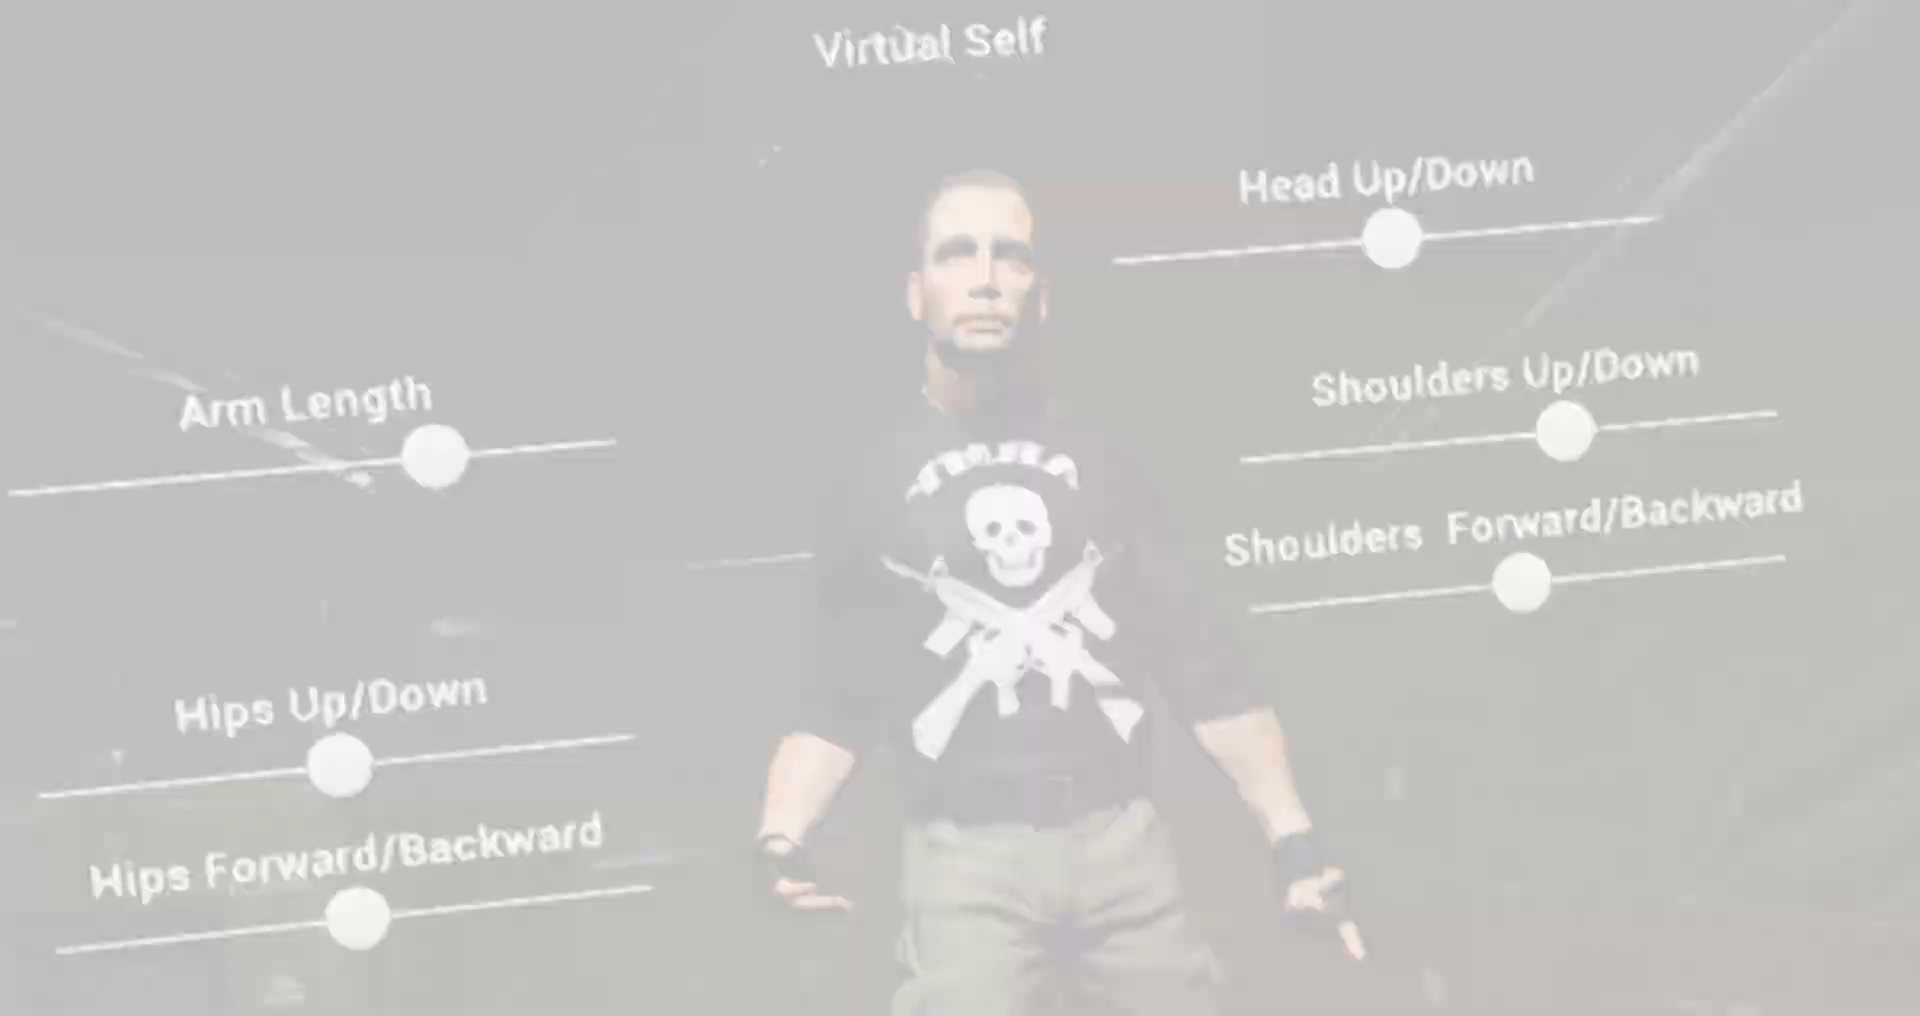 Virtual Self
Head Up/Down
Shoulders Up/Down
Arm Length
Shoulders Forward/Backward
Hips Up/Down
Hips Forward/Backward